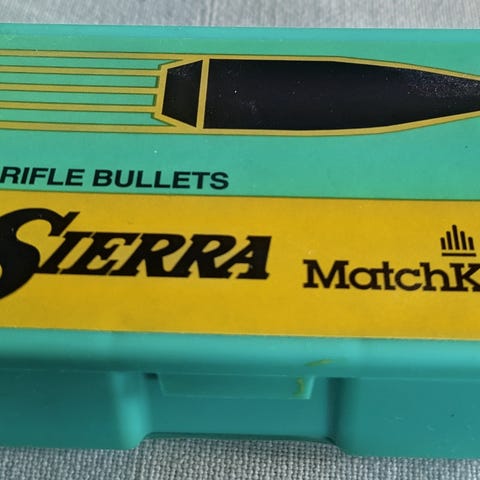 RIFLE BULLETS
SIERRA
MatchK